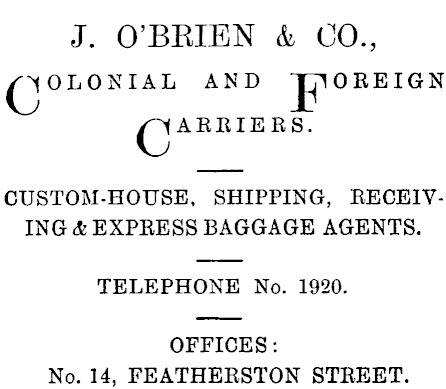 J. O'BRIEN & CO.,
COLONIAL AND FOREIGN
CARRIERS.
CUSTOM-HOUSE, SHIPPING, RECEIV-
ING & EXPRESS BAGGAGE AGENTS.
TELEPHONE No. 1920.
OFFICES:
No. 14, FEATHERSTON STREET.